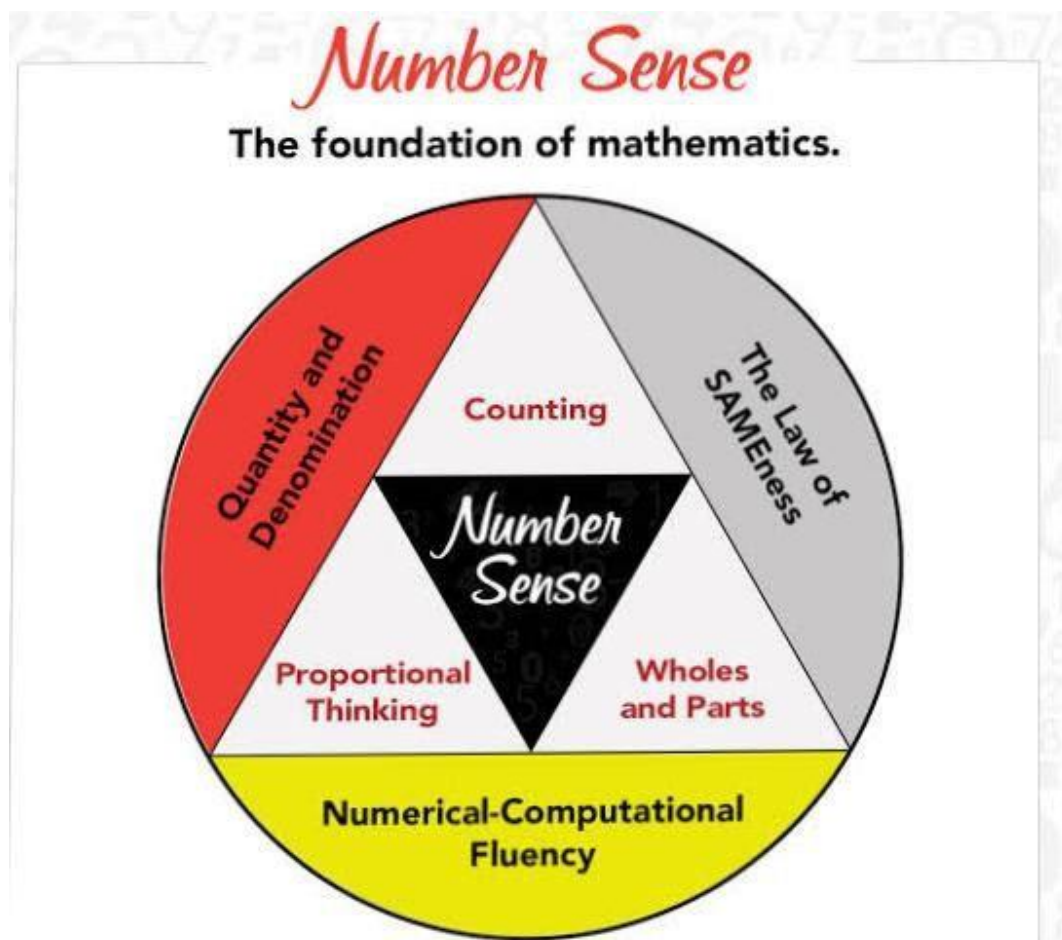 Number Sense
The foundation of mathematics.
Quantity and
Denomination
The Law of
SAMEness
Counting
Number
Sense
Proportional
Thinking
Wholes
and Parts
Numerical-Computational
Fluency